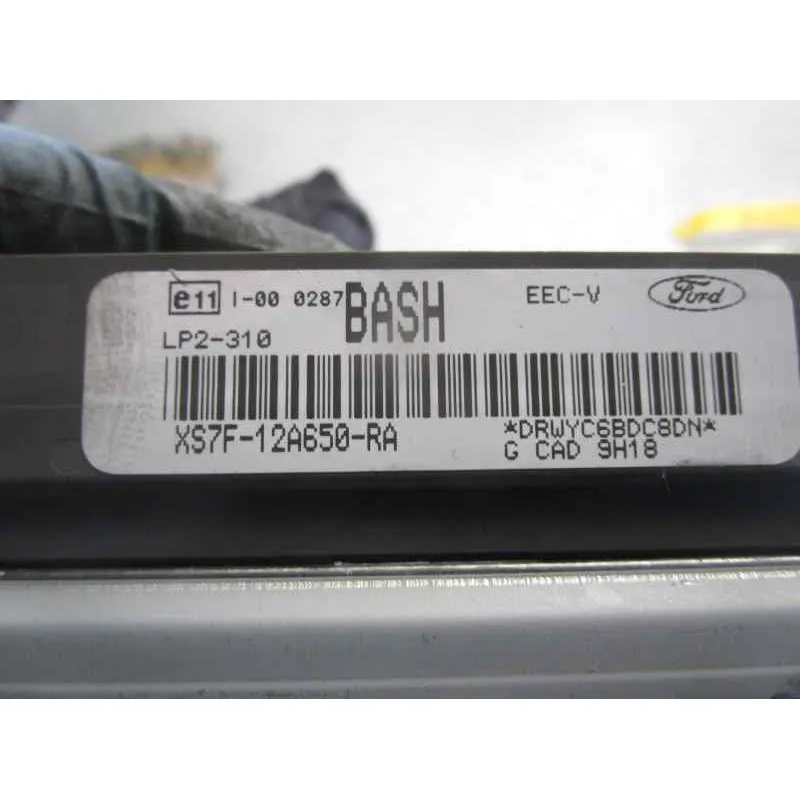 e11 I-00 0287 BASH EEC-V Ford
LP2-310
XS7F-12A650-RA *DRWYC6BDC8DN*
G CAD 9H18